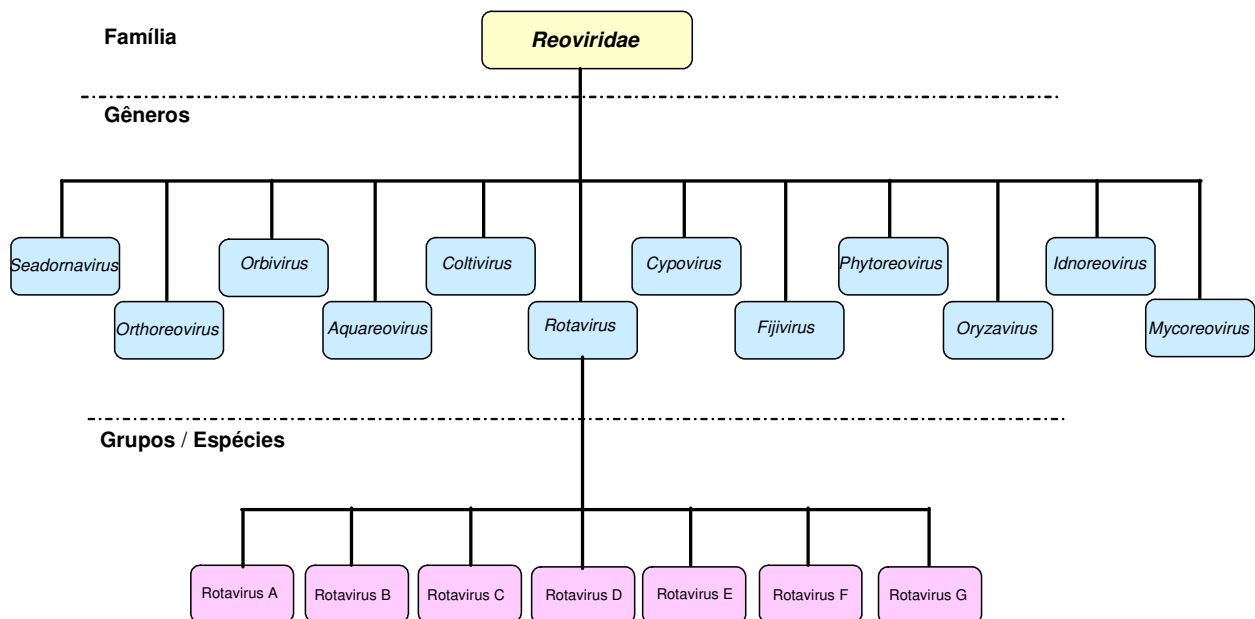 Família
Reoviridae
Gêneros
Seadornavirus
Orbivirus
Coltivirus
Cypovirus
Phytoreovirus
Idnoreovirus
Orthoreovirus
Aquareovirus
Rotavirus
Fijivirus
Oryzavirus
Mycoreovirus
Grupos / Espécies
Rotavirus A
Rotavirus B
Rotavirus C
Rotavirus D
Rotavirus E
Rotavirus F
Rotavirus G